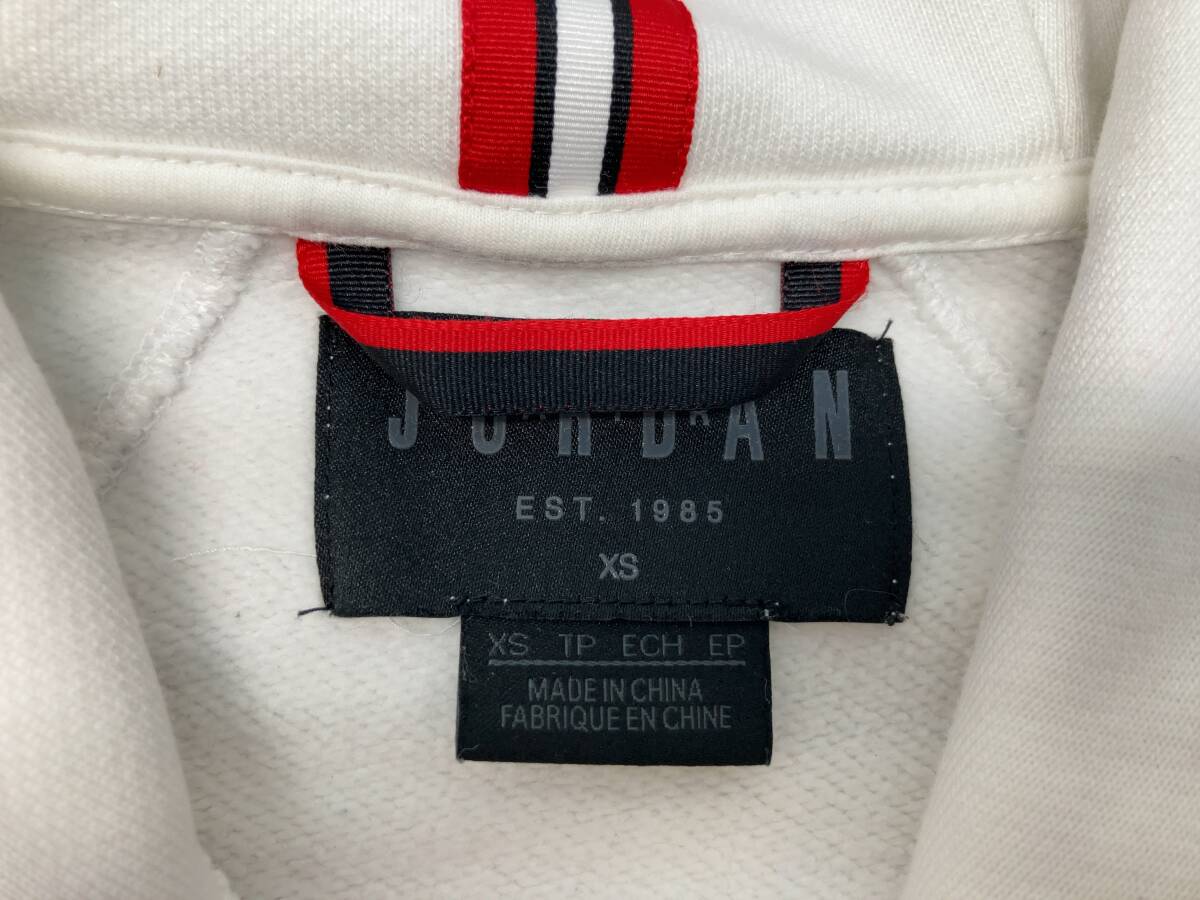 JORDAN
EST. 1985
XS
XS TP ECH EP
MADE IN CHINA
FABRIQUE EN CHINE